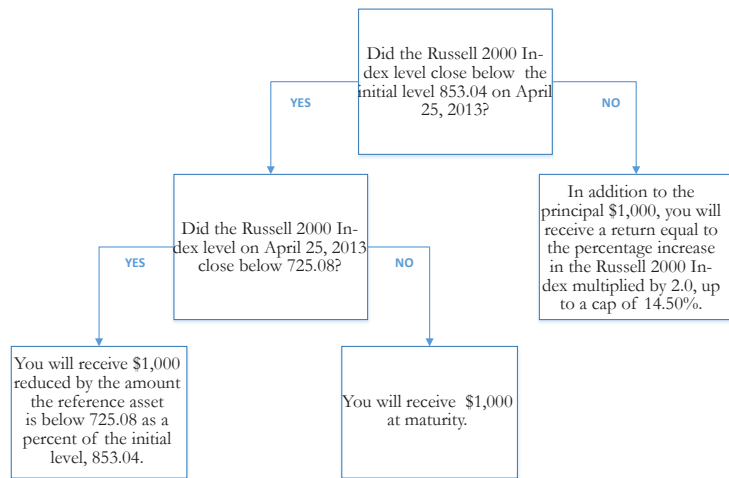 Did the Russell 2000 In-
dex level close below the
initial level 853.04 on April
25, 2013?
YES
NO
Did the Russell 2000 In-
dex level on April 25, 2013
close below 725.08?
In addition to the
principal $1,000, you will
receive a return equal to
the percentage increase
in the Russell 2000 In-
dex multiplied by 2.0, up
to a cap of 14.50%.
YES
NO
You will receive $1,000
reduced by the amount
the reference asset
is below 725.08 as a
percent of the initial
level, 853.04.
You will receive $1,000
at maturity.